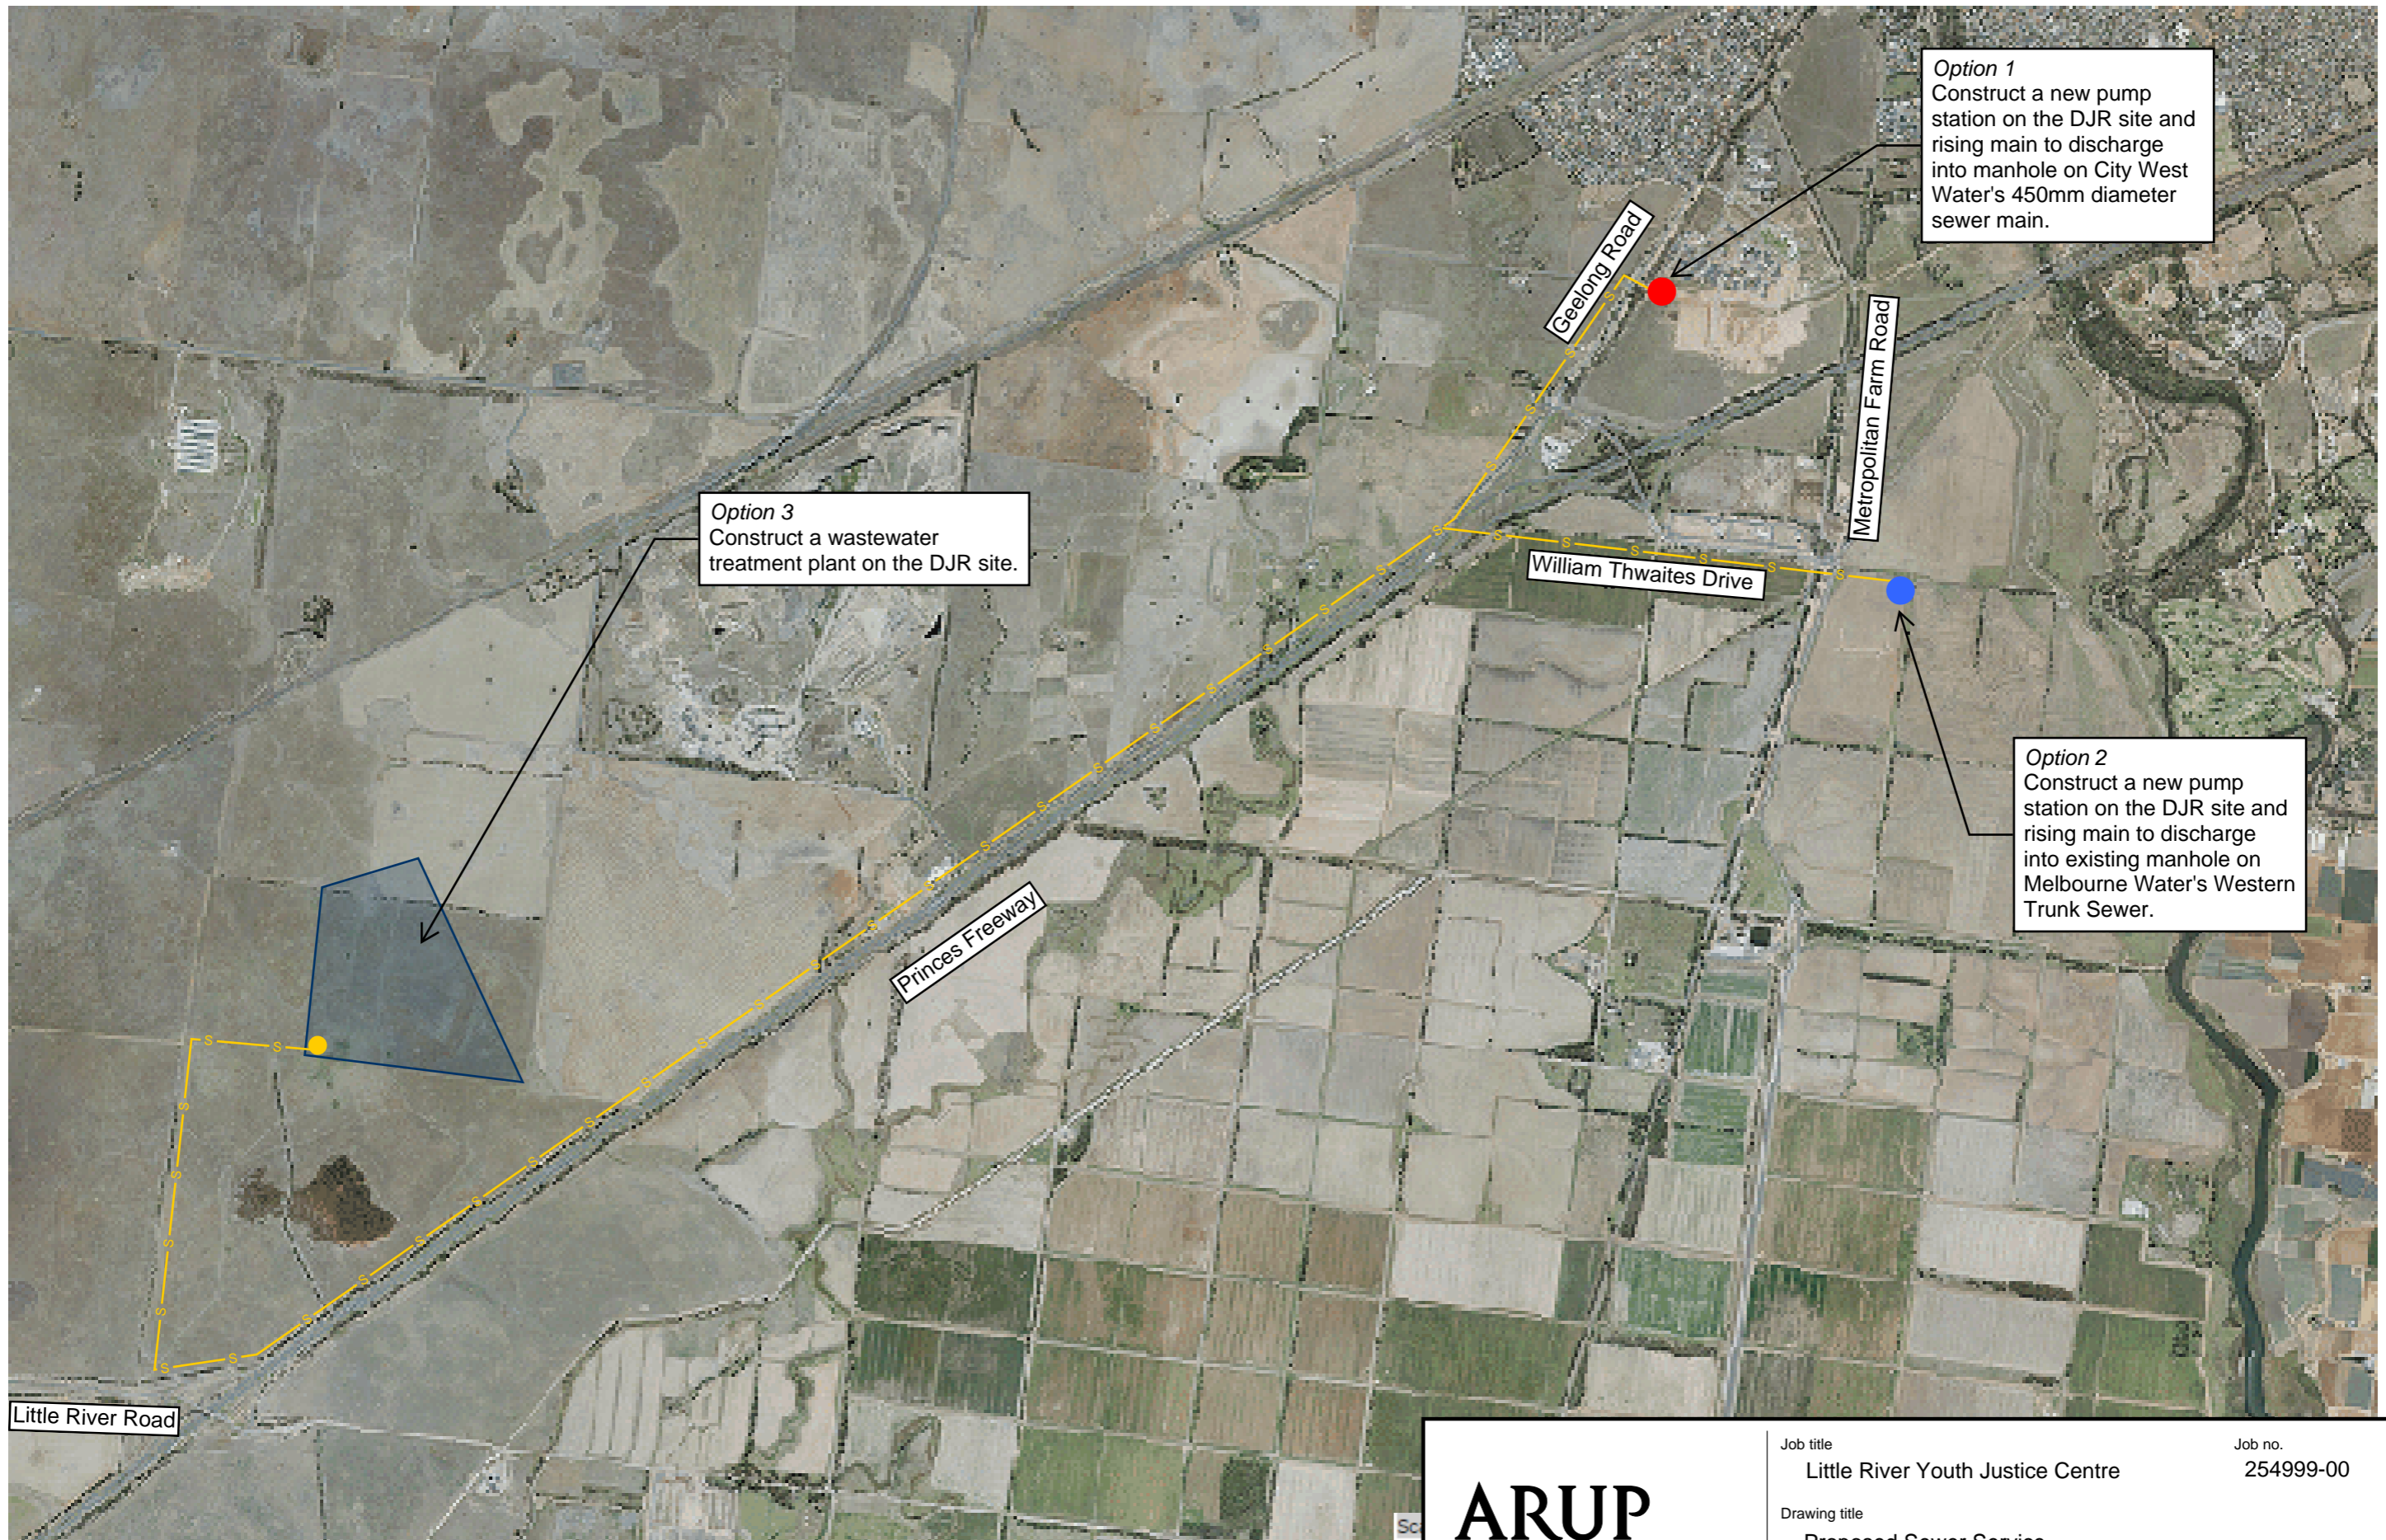 Option 1
Construct a new pump
station on the DJR site and
rising main to discharge
into manhole on City West
Water's 450mm diameter
sewer main.
Geelong Road
Metropolitan Farm Road
Option 3
Construct a wastewater
treatment plant on the DJR site.
William Thwaites Drive
Option 2
Construct a new pump
station on the DJR site and
rising main to discharge
into existing manhole on
Melbourne Water's Western
Trunk Sewer.
Princes Freeway
Little River Road
ARUP
Job title
Little River Youth Justice Centre
Job no.
254999-00
Drawing title
Proposed Sewer Service